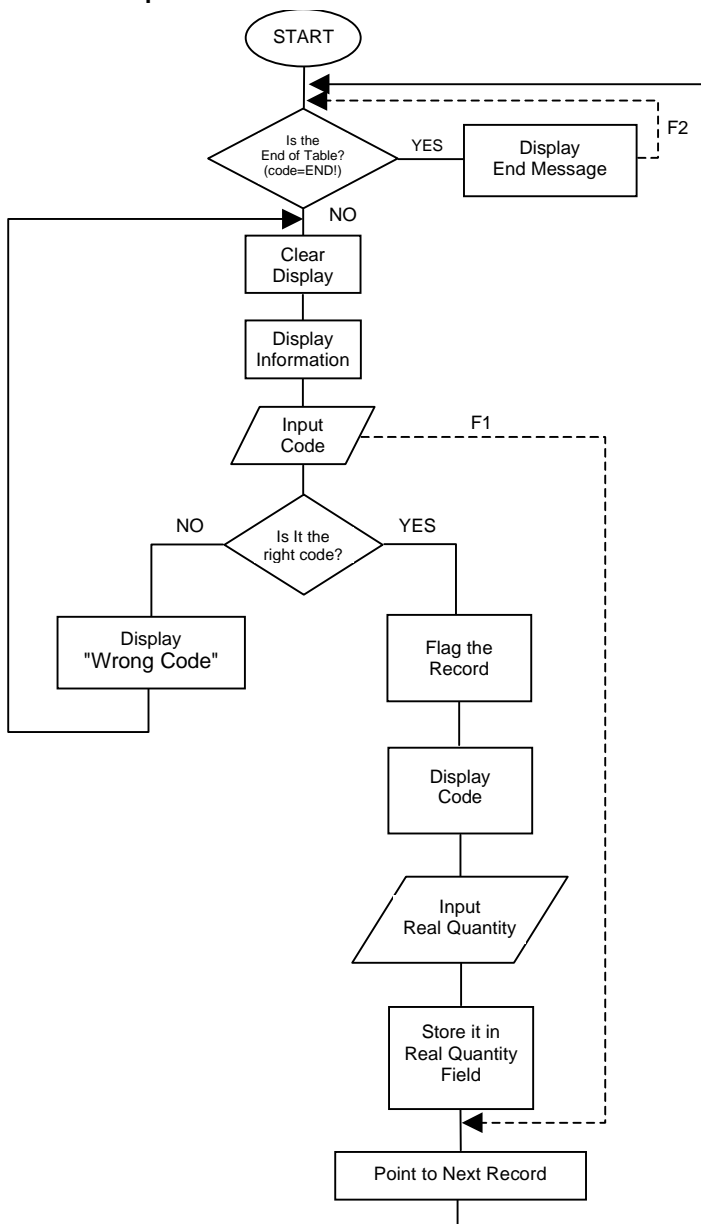 START
Is the
End of Table?
(code=END!)
YES
Display
End Message
F2
NO
Clear
Display
Display
Information
Input
Code
F1
Is It the
right code?
NO
YES
Display
"Wrong Code"
Flag the
Record
Display
Code
Input
Real Quantity
Store it in
Real Quantity
Field
Point to Next Record